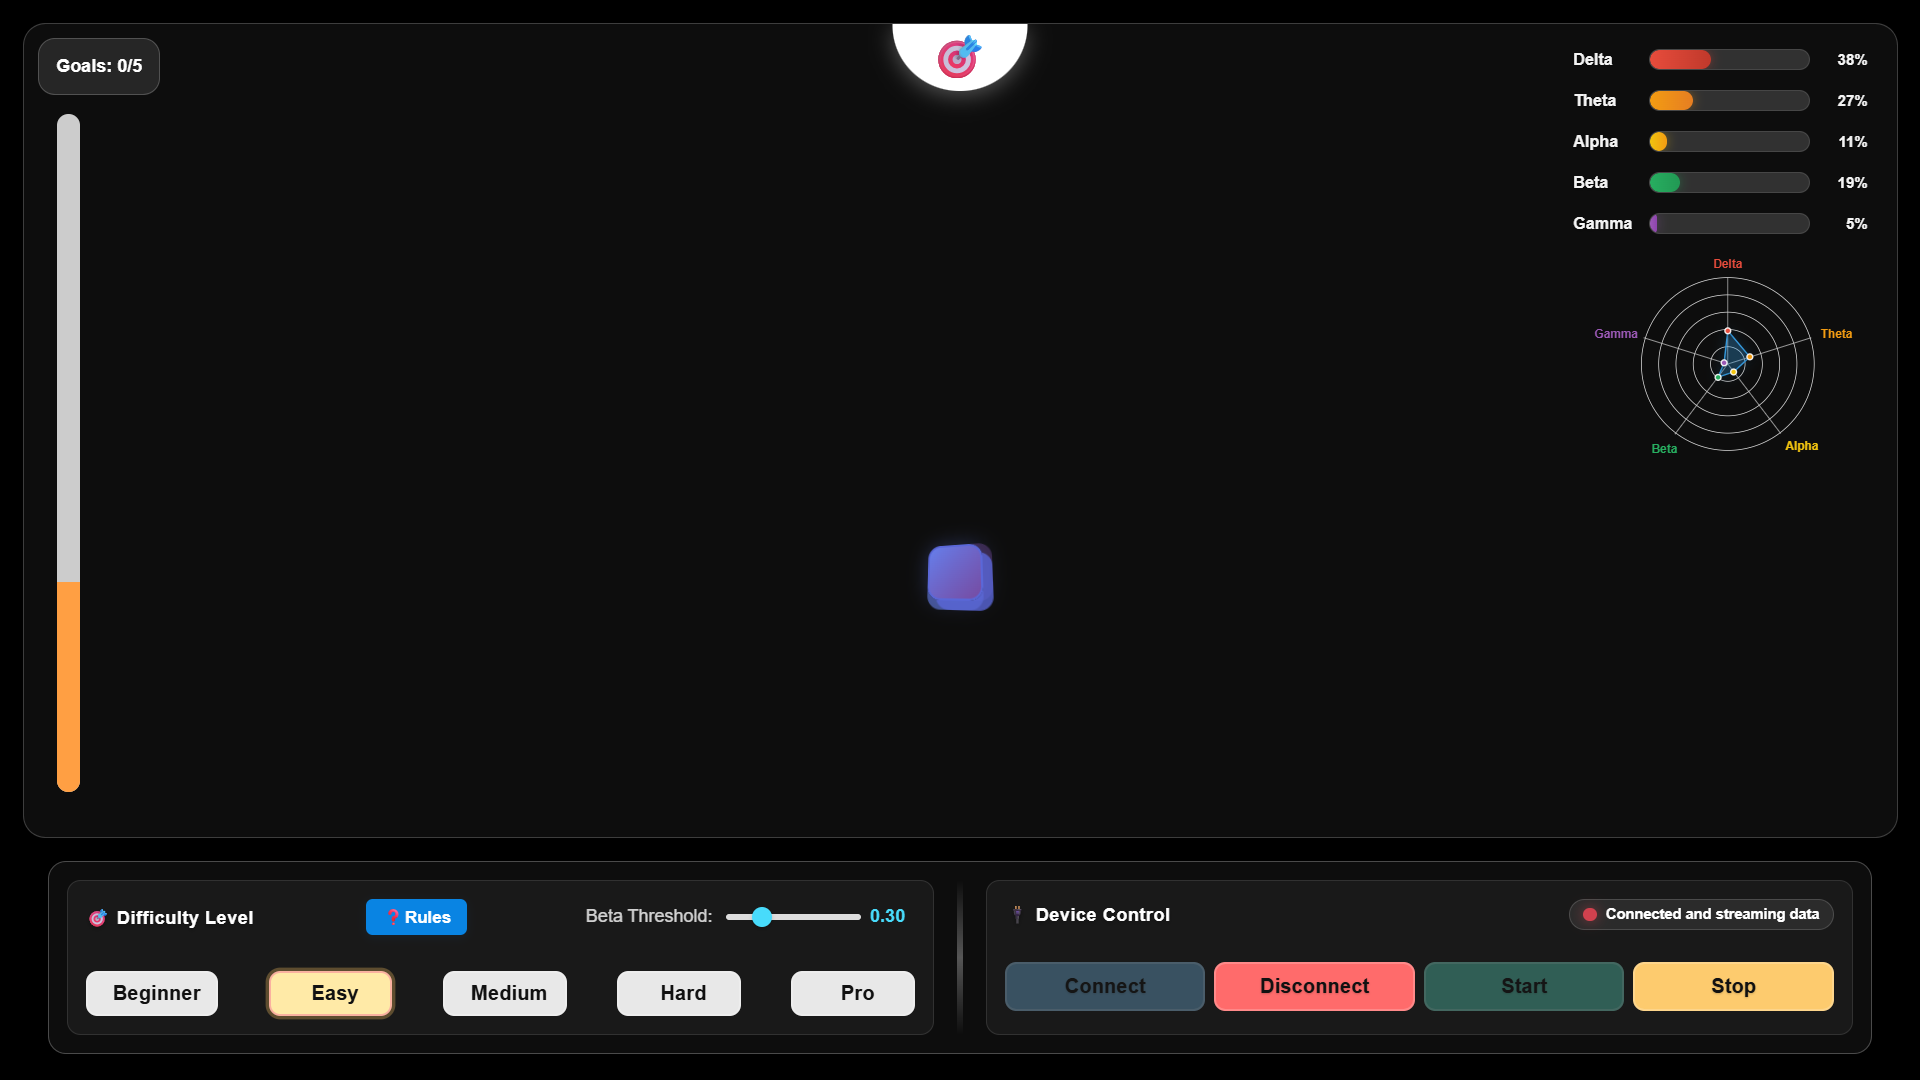 Goals: 0/5
Delta 38%
Theta 27%
Alpha 11%
Beta 19%
Gamma 5%
Delta
Gamma
Theta
Beta
Alpha
Difficulty Level
❓Rules
Beta Threshold: 0.30
Beginner
Easy
Medium
Hard
Pro
Device Control
Connected and streaming data
Connect
Disconnect
Start
Stop